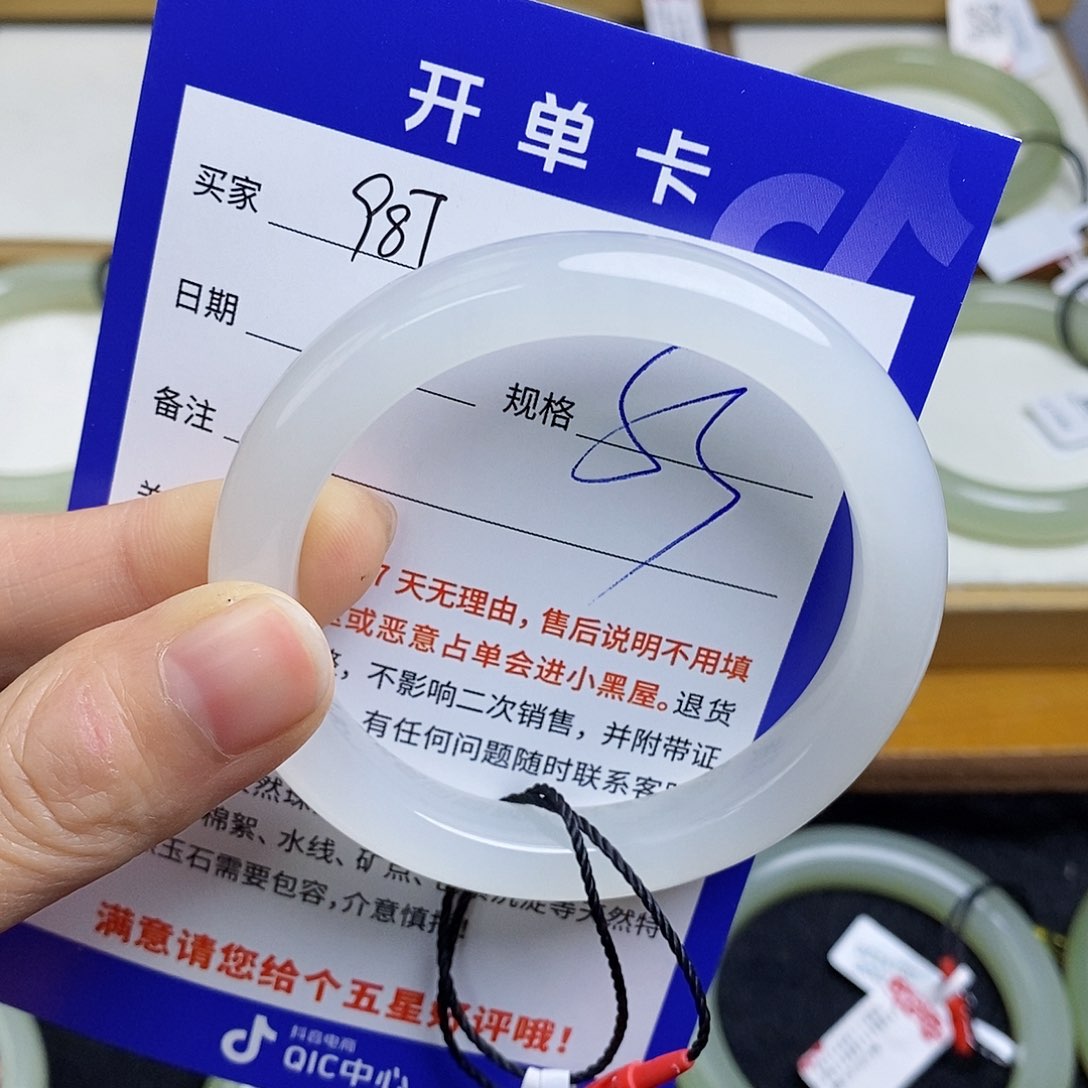 开单卡
买家 987
日期
规格
备注
7天无理由，售后说明不用填
或恶意占单会进小黑屋。退货
，不影响二次销售，并附带证
有任何问题随时联系客
然珠
棉絮、水线、矿点、
玉石需要包容，介意慎拍！
满意请您给个五星好评哦！
抖音电商
QIC中心